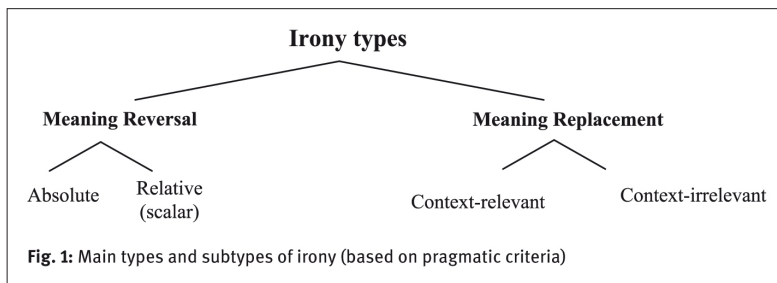 Irony types
Meaning Reversal
Meaning Replacement
Absolute
Relative
(scalar)
Context-relevant
Context-irrelevant
Fig. 1: Main types and subtypes of irony (based on pragmatic criteria)